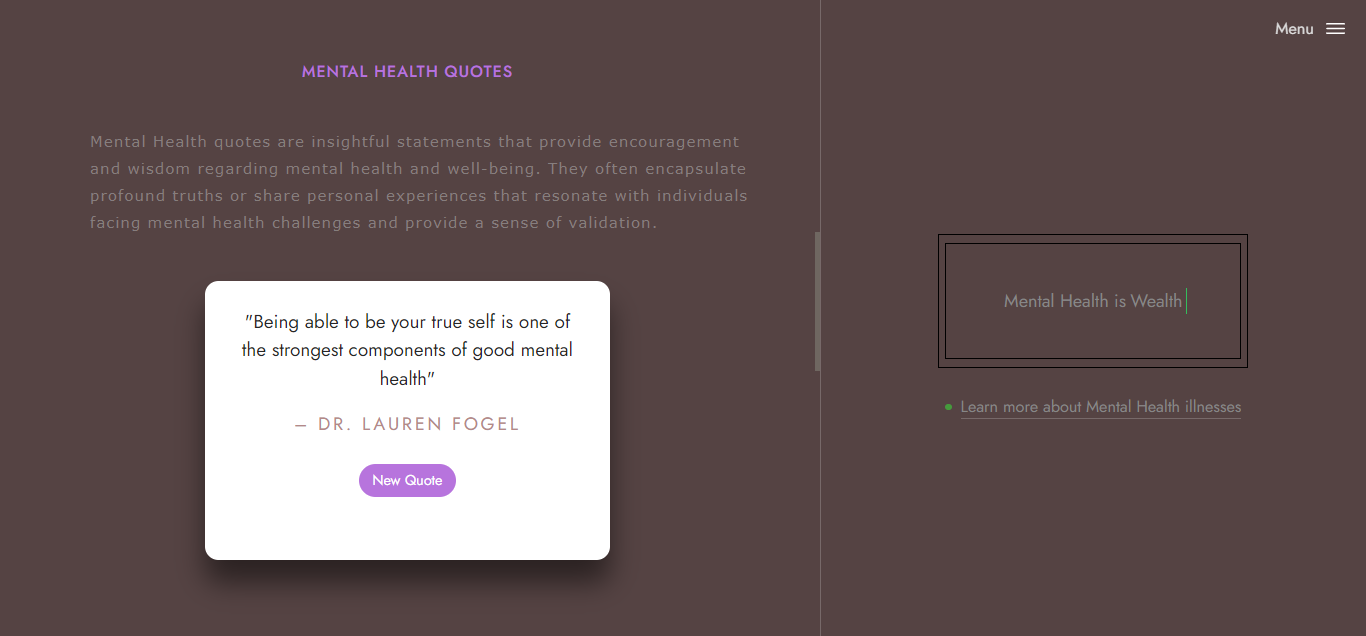 Menu
MENTAL HEALTH QUOTES
Mental Health quotes are insightful statements that provide encouragement
and wisdom regarding mental health and well-being. They often encapsulate
profound truths or share personal experiences that resonate with individuals
facing mental health challenges and provide a sense of validation.
"Being able to be your true self is one of
the strongest components of good mental
health"
– DR. LAUREN FOGEL
New Quote
Mental Health is Wealth
Learn more about Mental Health illnesses